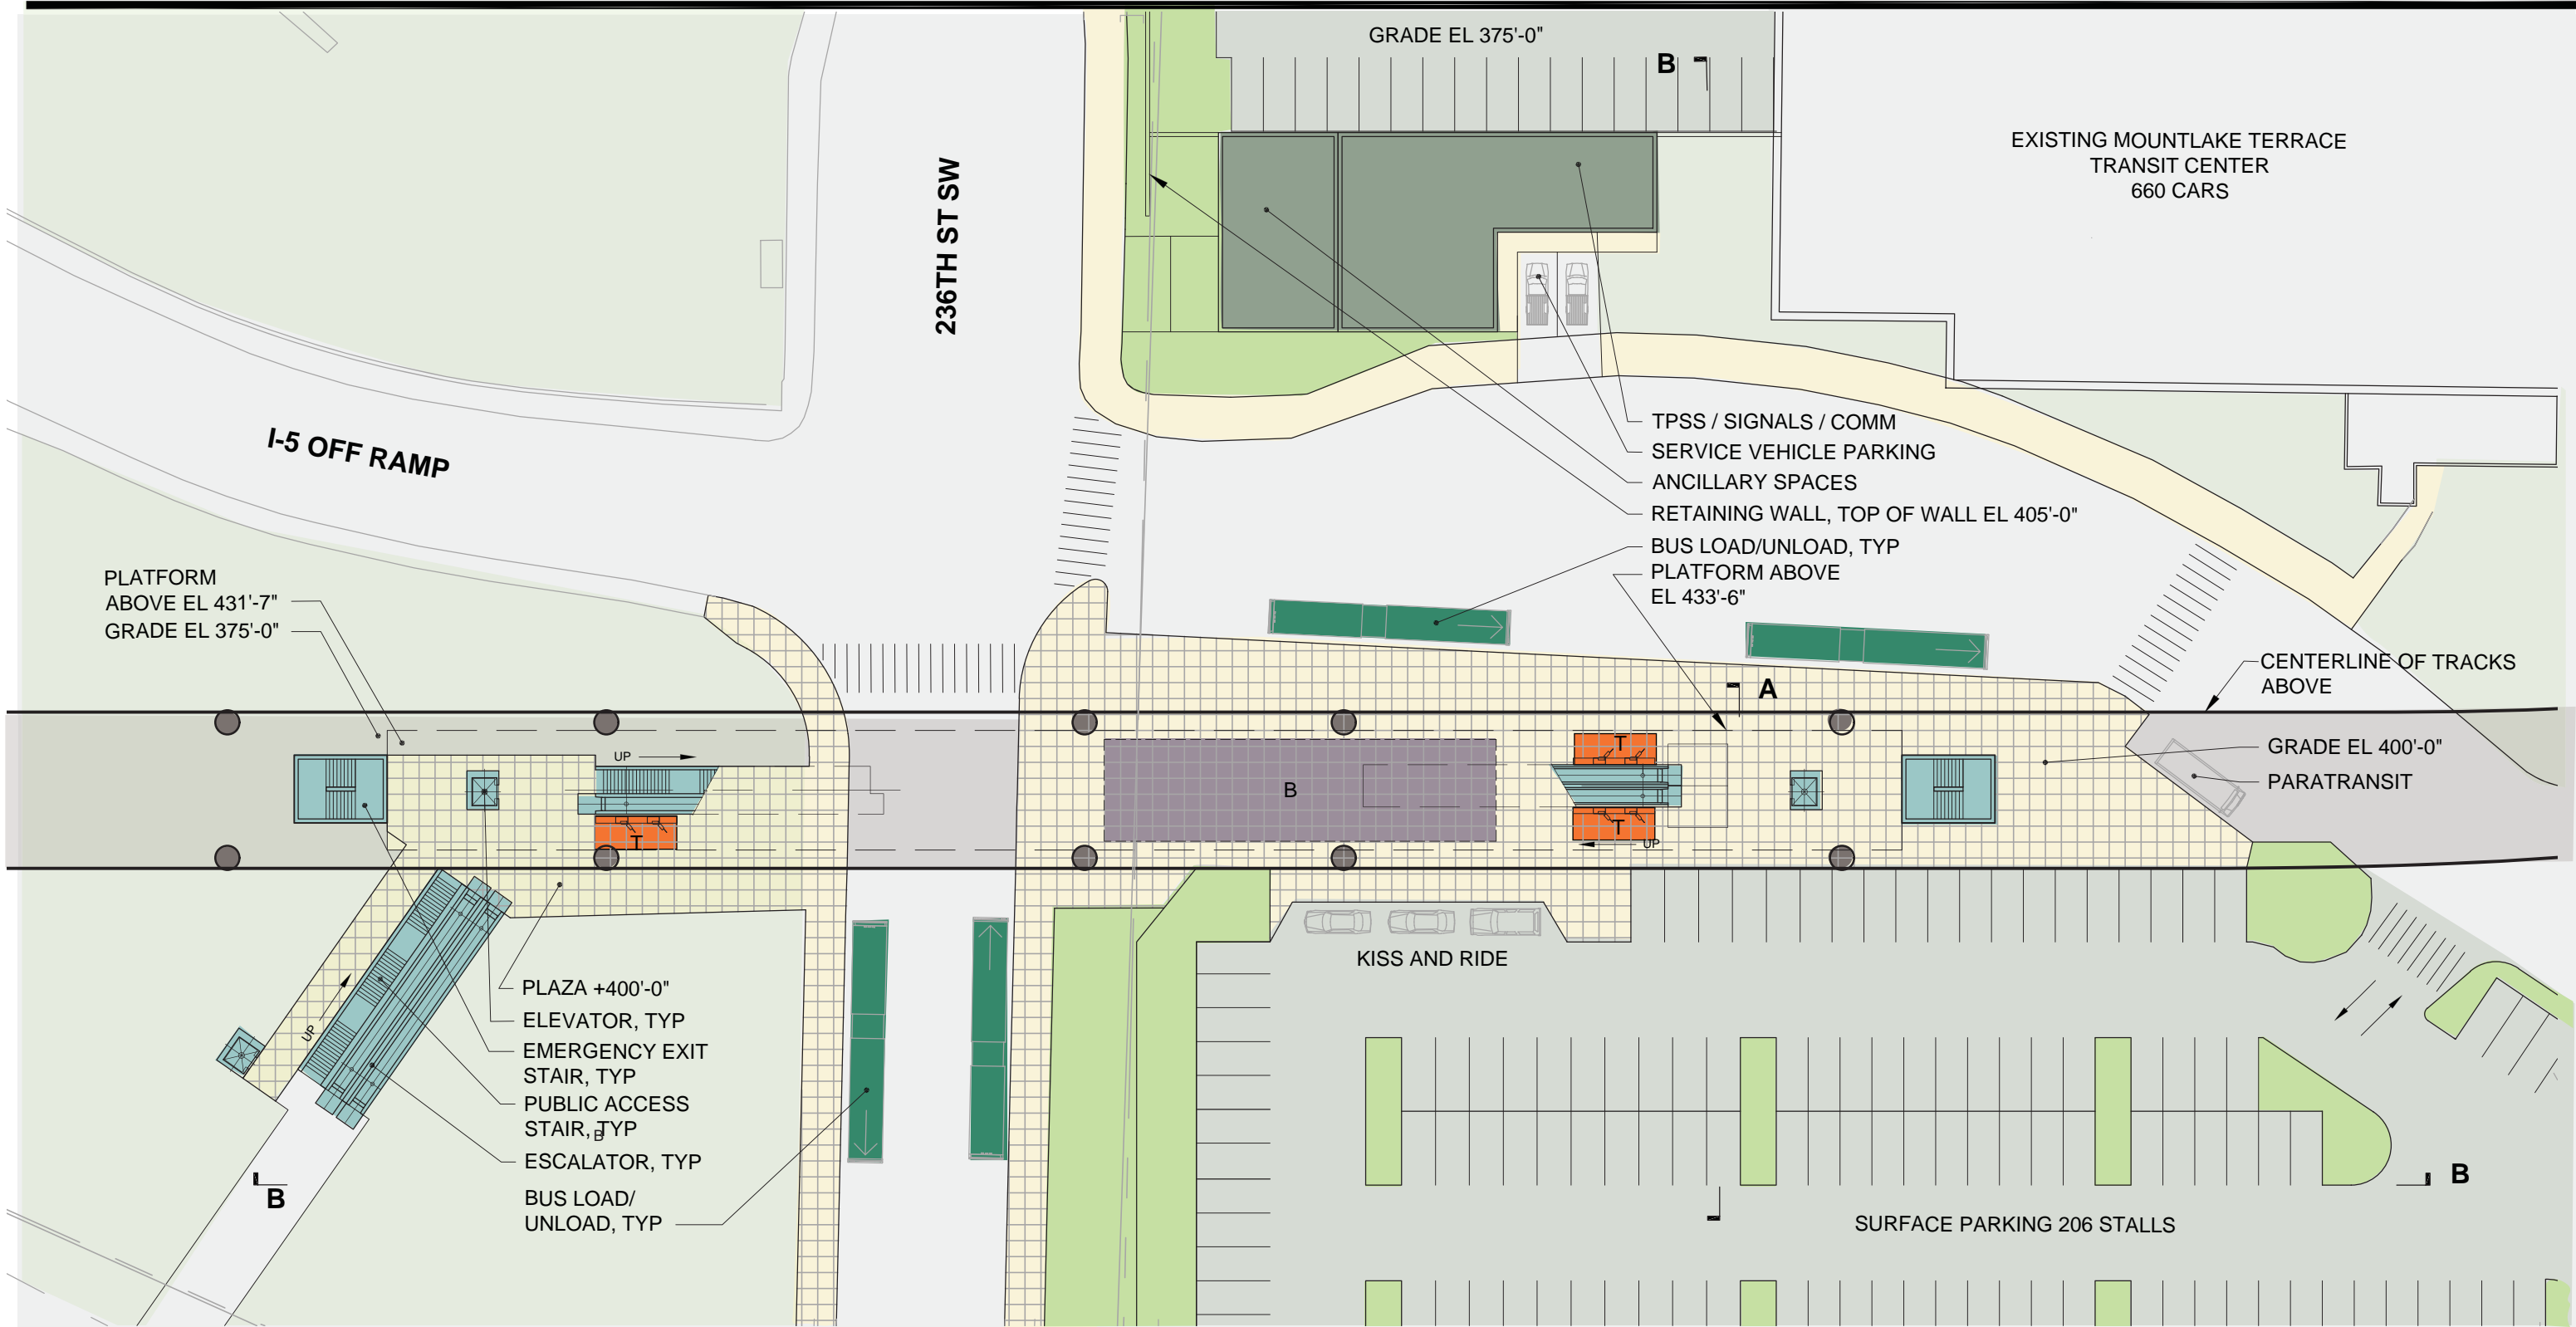 GRADE EL 375'-0"
B
EXISTING MOUNTLAKE TERRACE
TRANSIT CENTER
660 CARS
236TH ST SW
I-5 OFF RAMP
TPSS / SIGNALS / COMM
SERVICE VEHICLE PARKING
ANCILLARY SPACES
RETAINING WALL, TOP OF WALL EL 405'-0"
BUS LOAD/UNLOAD, TYP
PLATFORM ABOVE
EL 433'-6"
PLATFORM
ABOVE EL 431'-7"
GRADE EL 375'-0"
CENTERLINE OF TRACKS
ABOVE
A
GRADE EL 400'-0"
PARATRANSIT
UP
T
B
T
T
UP
T
KISS AND RIDE
PLAZA +400'-0"
ELEVATOR, TYP
EMERGENCY EXIT
STAIR, TYP
PUBLIC ACCESS
STAIR, TYP
B
ESCALATOR, TYP
BUS LOAD/
UNLOAD, TYP
UP
B
B
SURFACE PARKING 206 STALLS